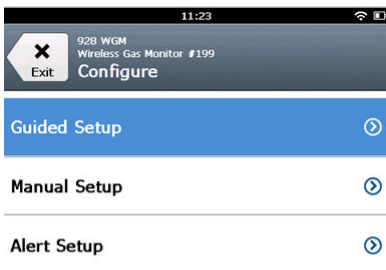 11:23
928 WGM
Wireless Gas Monitor #199
Exit
Configure
Guided Setup
Manual Setup
Alert Setup